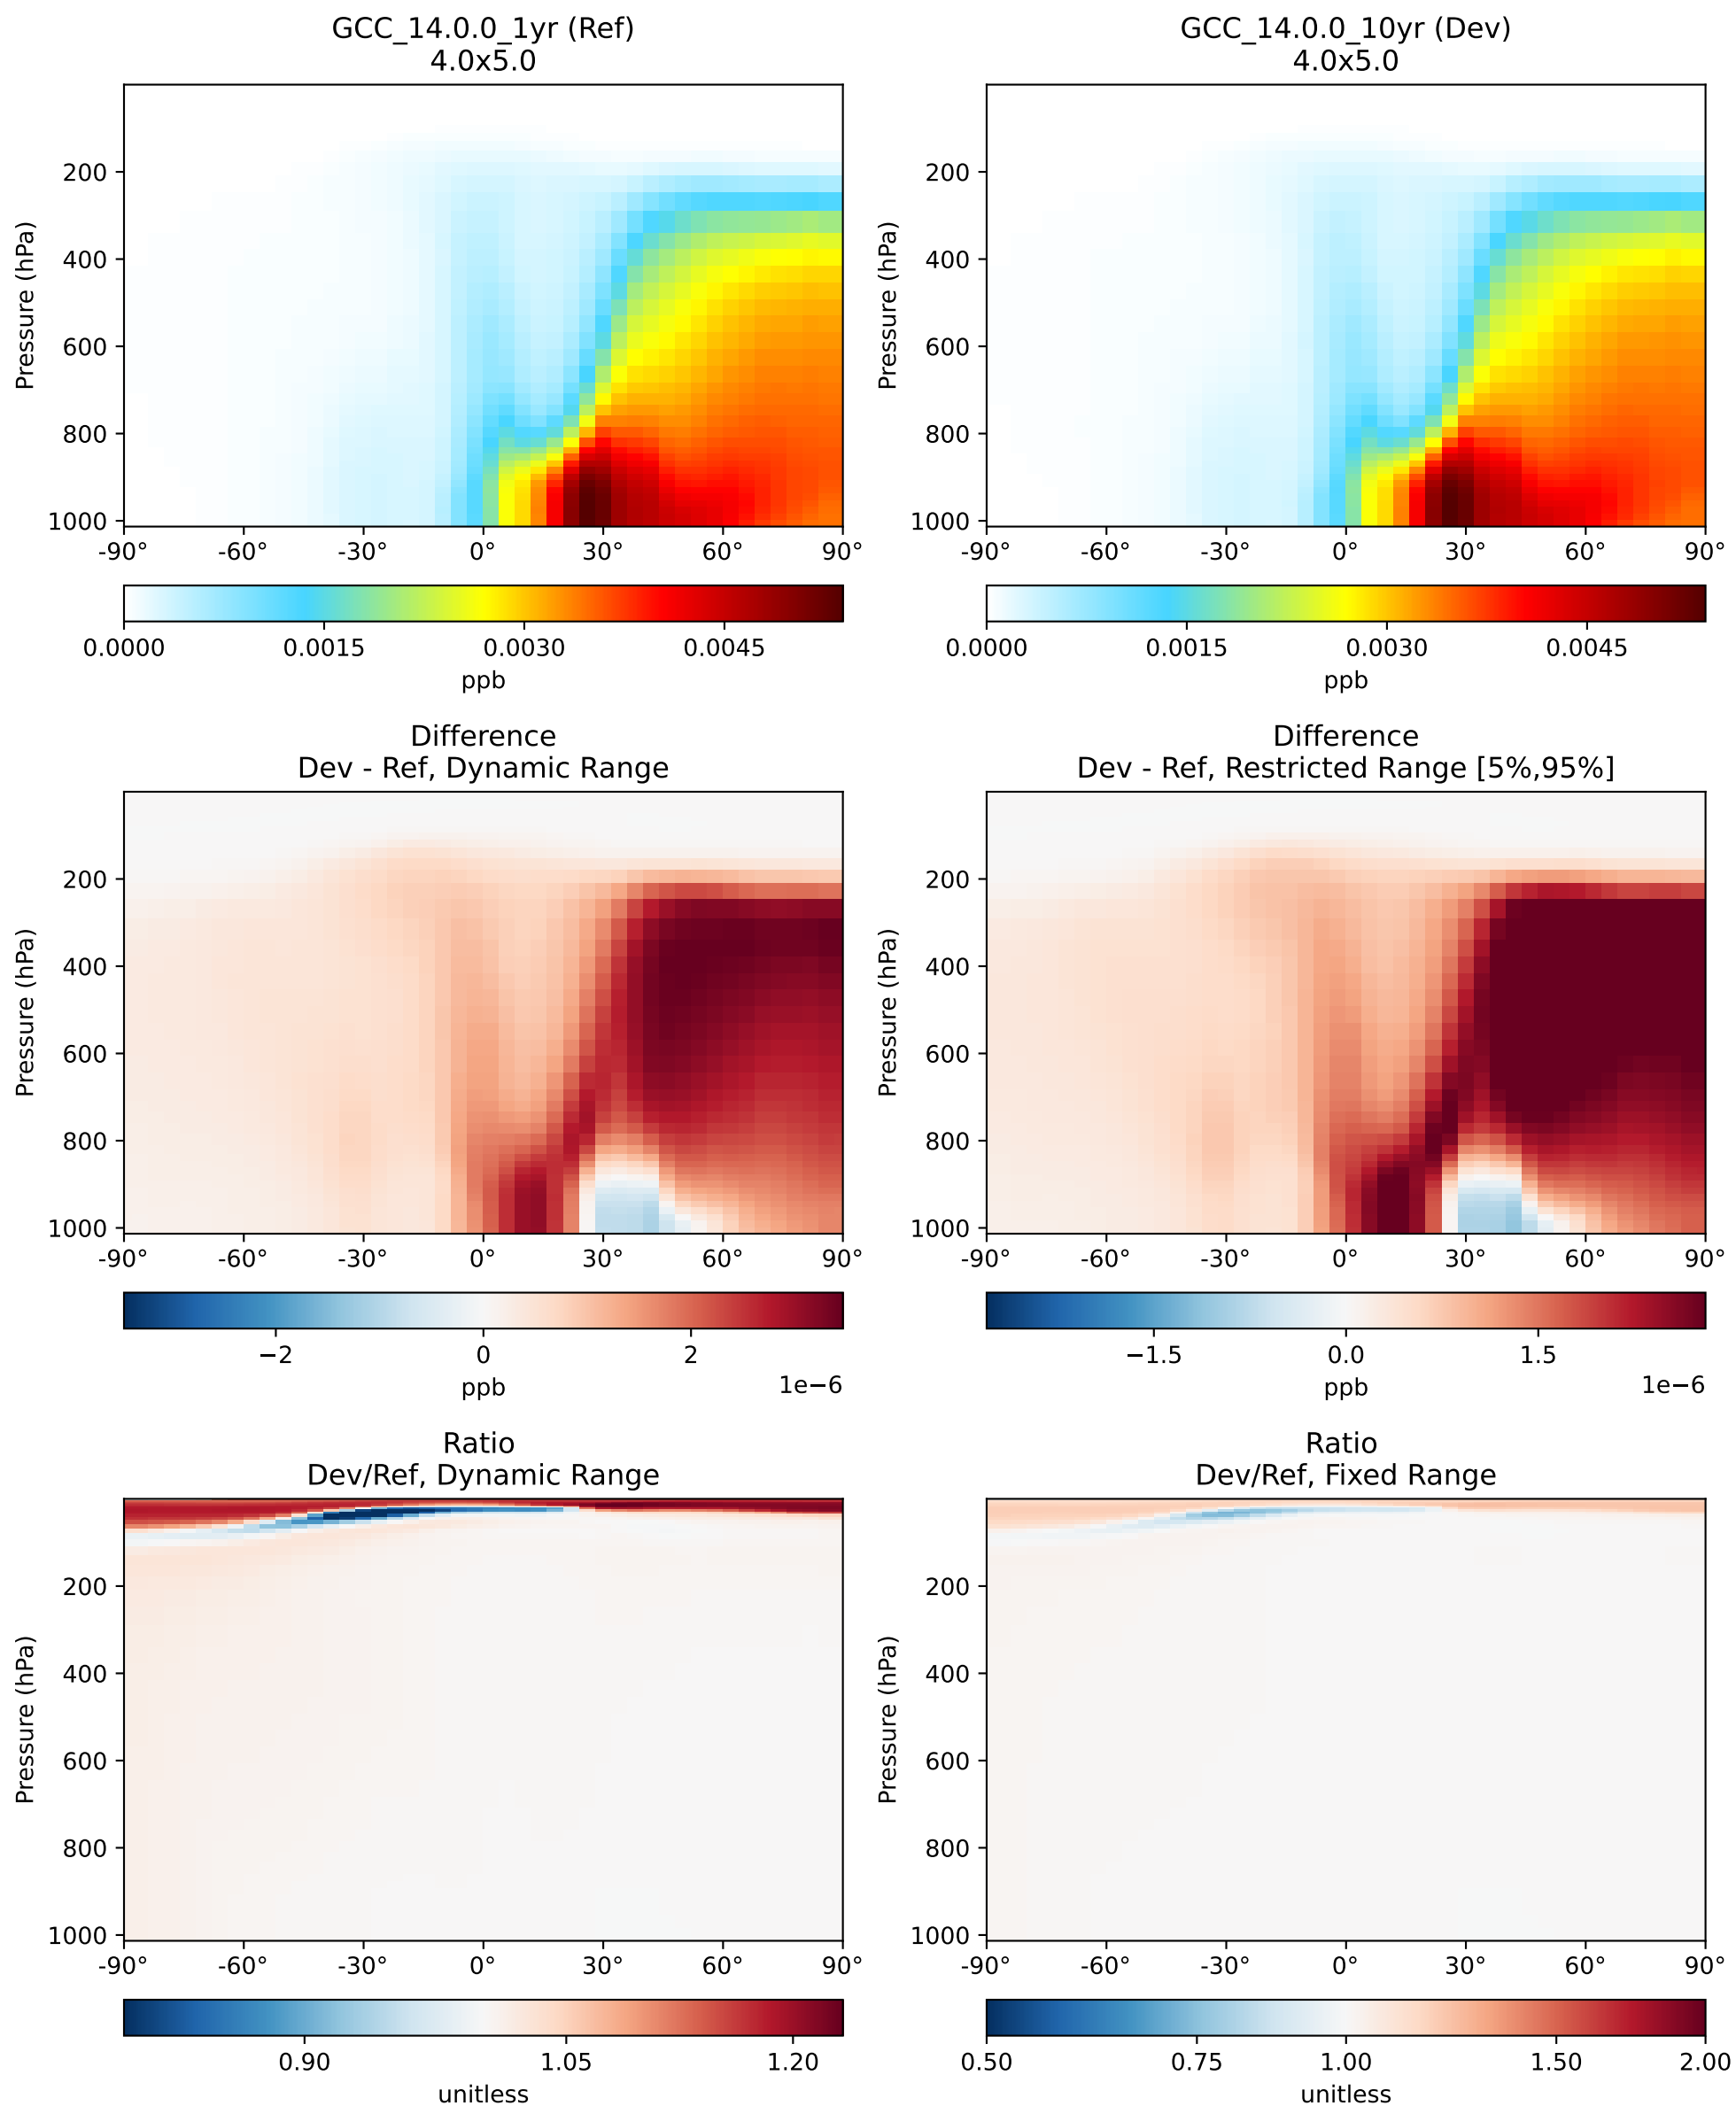 GCC_14.0.0_1yr (Ref)
4.0x5.0
Pressure (hPa)
200
400
600
800
1000
-90° -60° -30° 0° 30° 60° 90°
0.0000 0.0015 0.0030 0.0045
ppb
GCC_14.0.0_10yr (Dev)
4.0x5.0
Pressure (hPa)
200
400
600
800
1000
-90° -60° -30° 0° 30° 60° 90°
0.0000 0.0015 0.0030 0.0045
ppb
Difference
Dev - Ref, Dynamic Range
Pressure (hPa)
200
400
600
800
1000
-90° -60° -30° 0° 30° 60° 90°
−2 0 2
ppb
1e−6
Difference
Dev - Ref, Restricted Range [5%,95%]
Pressure (hPa)
200
400
600
800
1000
-90° -60° -30° 0° 30° 60° 90°
−1.5 0.0 1.5
ppb
1e−6
Ratio
Dev/Ref, Dynamic Range
Pressure (hPa)
200
400
600
800
1000
-90° -60° -30° 0° 30° 60° 90°
0.90 1.05 1.20
unitless
Ratio
Dev/Ref, Fixed Range
Pressure (hPa)
200
400
600
800
1000
-90° -60° -30° 0° 30° 60° 90°
0.50 0.75 1.00 1.50 2.00
unitless